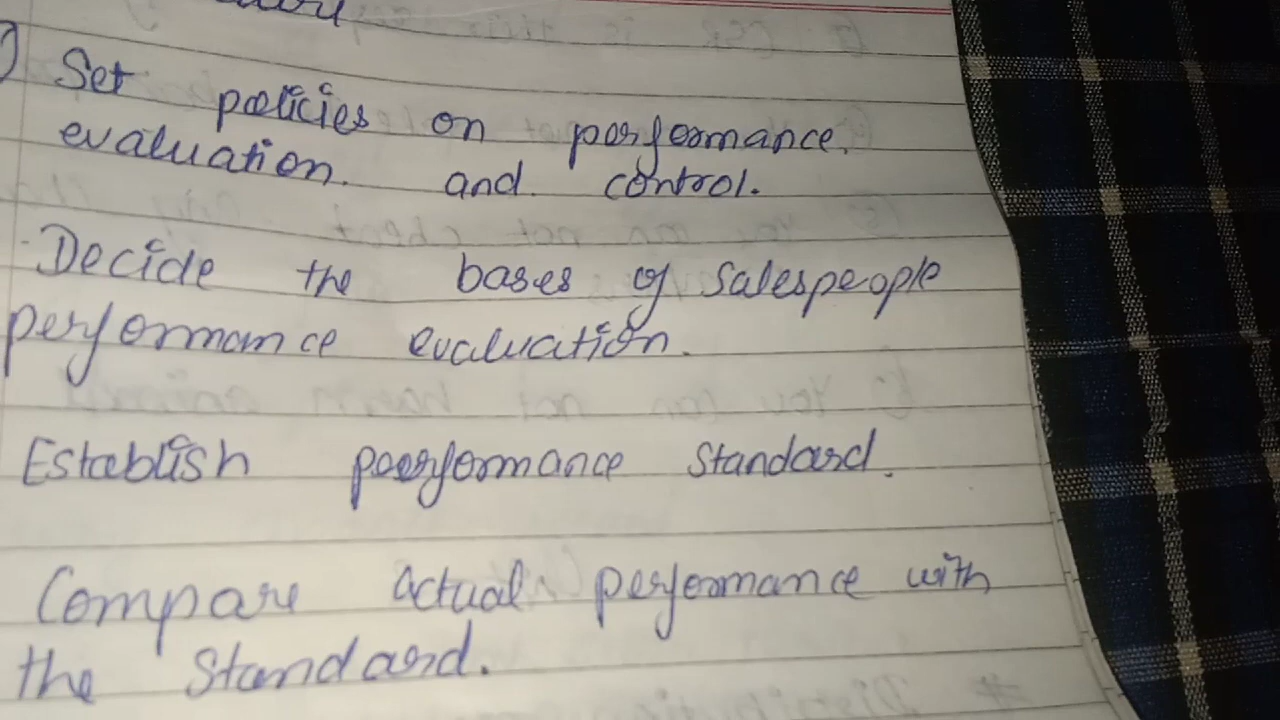 Set policies on performance.
evaluation. and. control.
Decide the bases of salespeople
performance evaluation.
Establish performance standard.
Compare actual performance with
the standard.